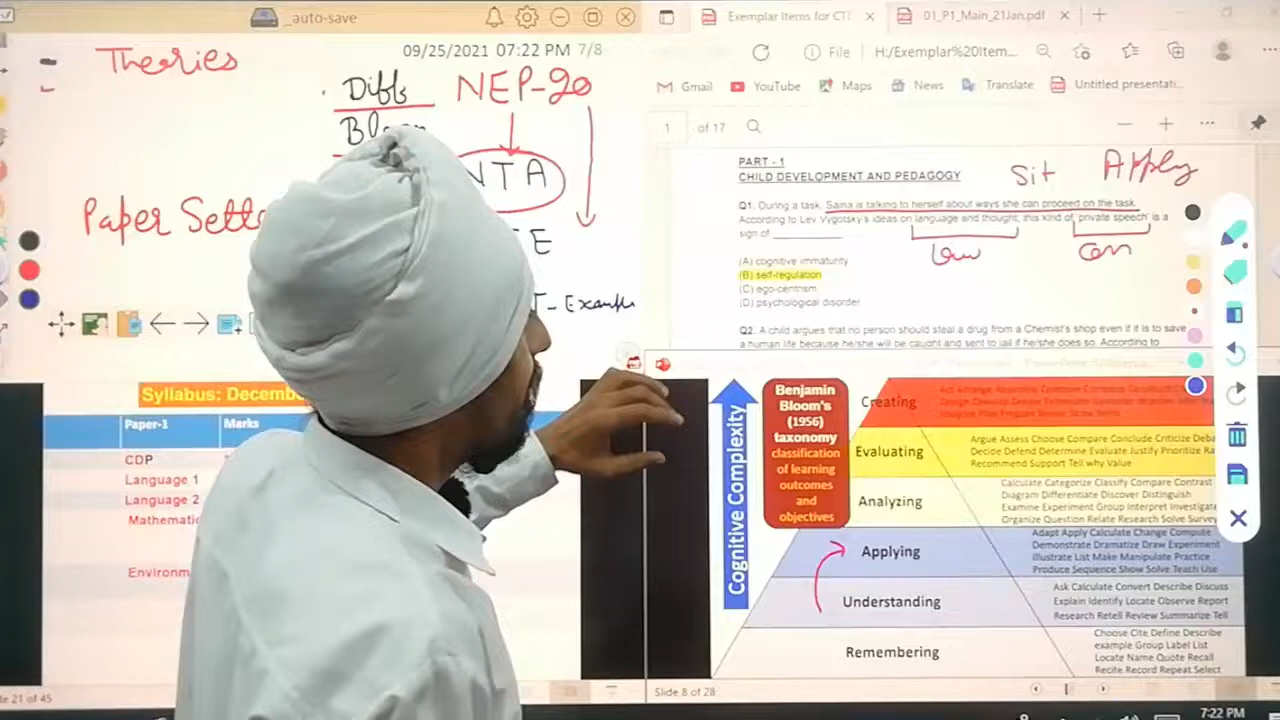 _auto-save
09/25/2021 07:22 PM 7/8
Theories
Diffs NEP-20
NTA
Paper
Example
Syllabus:
Paper-1 Marks
CDP
Language 1
Language 2
21 of 45
Exemplar Items for CTE
01_P1_Main_21Jan.pdf
File H:/Exemplar%20Item...
Gmail YouTube Maps News Translate Untitled presentati...
1 of 17
PART - 1
CHILD DEVELOPMENT AND PEDAGOGY
Sit Apply
Q1. During a task, Saina is talking to herself about ways she can proceed on the task.
According to Lev Vygotsky's ideas on language and thought, this kind of 'private speech' is a
sign of
(A) cognitive immaturity
(B) self-regulation
(C) ego-centrism
(D) psychological disorder
Q2. A child argues that no person should steal a drug from a Chemist's shop even if it is to save
a human life because he/she will be caught and sent to jail if he/she does so. According to
Cognitive Complexity
Benjamin
Bloom's
(1956)
taxonomy
classification
of learning
outcomes
and
objectives
Creating
Evaluating
Argue Assess Choose Compare Conclude Criticize Deba
Decide Defend Determine Evaluate Justify Prioritize Ra
Recommend Support Tell why Value
Analyzing
Calculate Categorize Classify Compare Contrast
Diagram Differentiate Discover Distinguish
Examine Experiment Group Interpret Investigate
Organize Question Relate Research Solve Survey
Applying
Adapt Apply Calculate Change Compute
Demonstrate Dramatize Draw Experiment
Illustrate List Make Manipulate Practice
Produce Sequence Show Solve Teach Use
Understanding
Ask Calculate Convert Describe Discuss
Explain Identify Locate Observe Report
Research Retell Review Summarize Tell
Remembering
Choose Cite Define Describe
example Group Label List
Locate Name Quote Recall
Recite Record Repeat Select
Slide 8 of 28
7:22 PM